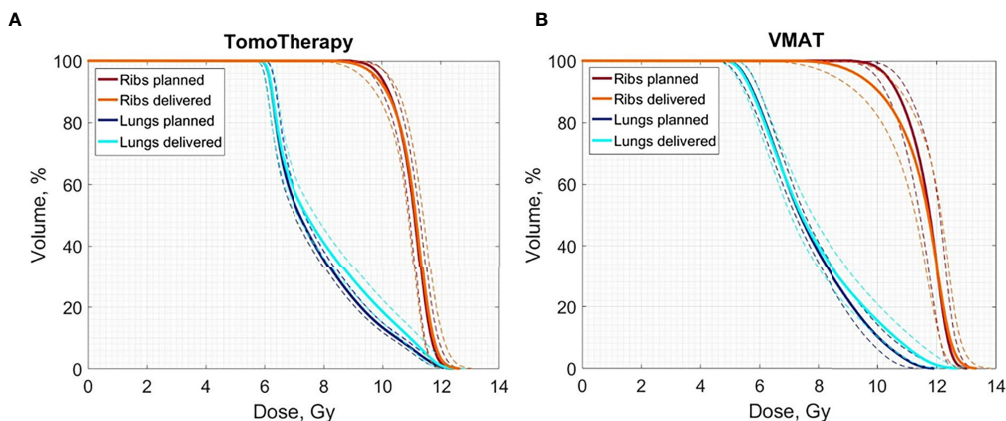 A
TomoTherapy
100
80
60
40
20
0
Volume, %
Ribs planned
Ribs delivered
Lungs planned
Lungs delivered
0 2 4 6 8 10 12 14
Dose, Gy
B
VMAT
100
80
60
40
20
0
Volume, %
Ribs planned
Ribs delivered
Lungs planned
Lungs delivered
0 2 4 6 8 10 12 14
Dose, Gy